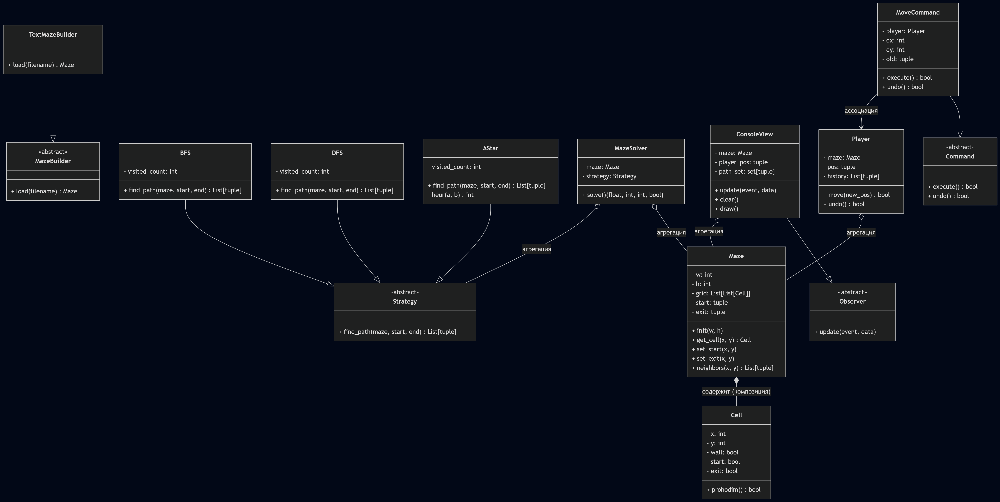 MoveCommand
- player: Player
- dx: int
- dy: int
- old: tuple
+ execute() : bool
+ undo() : bool
TextMazeBuilder
+ load(filename) : Maze
ассоциация
«abstract»
MazeBuilder
+ load(filename) : Maze
BFS
- visited_count: int
+ find_path(maze, start, end) : List[tuple]
DFS
- visited_count: int
+ find_path(maze, start, end) : List[tuple]
AStar
- visited_count: int
+ find_path(maze, start, end) : List[tuple]
- heur(a, b) : int
MazeSolver
- maze: Maze
- strategy: Strategy
+ solve()(float, int, int, bool)
ConsoleView
- maze: Maze
- player_pos: tuple
- path_set: set[tuple]
+ update(event, data)
+ clear()
+ draw()
Player
- maze: Maze
- pos: tuple
- history: List[tuple]
+ move(new_pos) : bool
+ undo() : bool
«abstract»
Command
+ execute() : bool
+ undo() : bool
агрегация
агрегация
агрегация
агрегация
«abstract»
Strategy
+ find_path(maze, start, end) : List[tuple]
Maze
- w: int
- h: int
- grid: List[List[Cell]]
- start: tuple
- exit: tuple
+ init(w, h)
+ get_cell(x, y) : Cell
+ set_start(x, y)
+ set_exit(x, y)
+ neighbors(x, y) : List[tuple]
«abstract»
Observer
+ update(event, data)
содержит (композиция)
Cell
- x: int
- y: int
- wall: bool
- start: bool
- exit: bool
+ prohodim() : bool